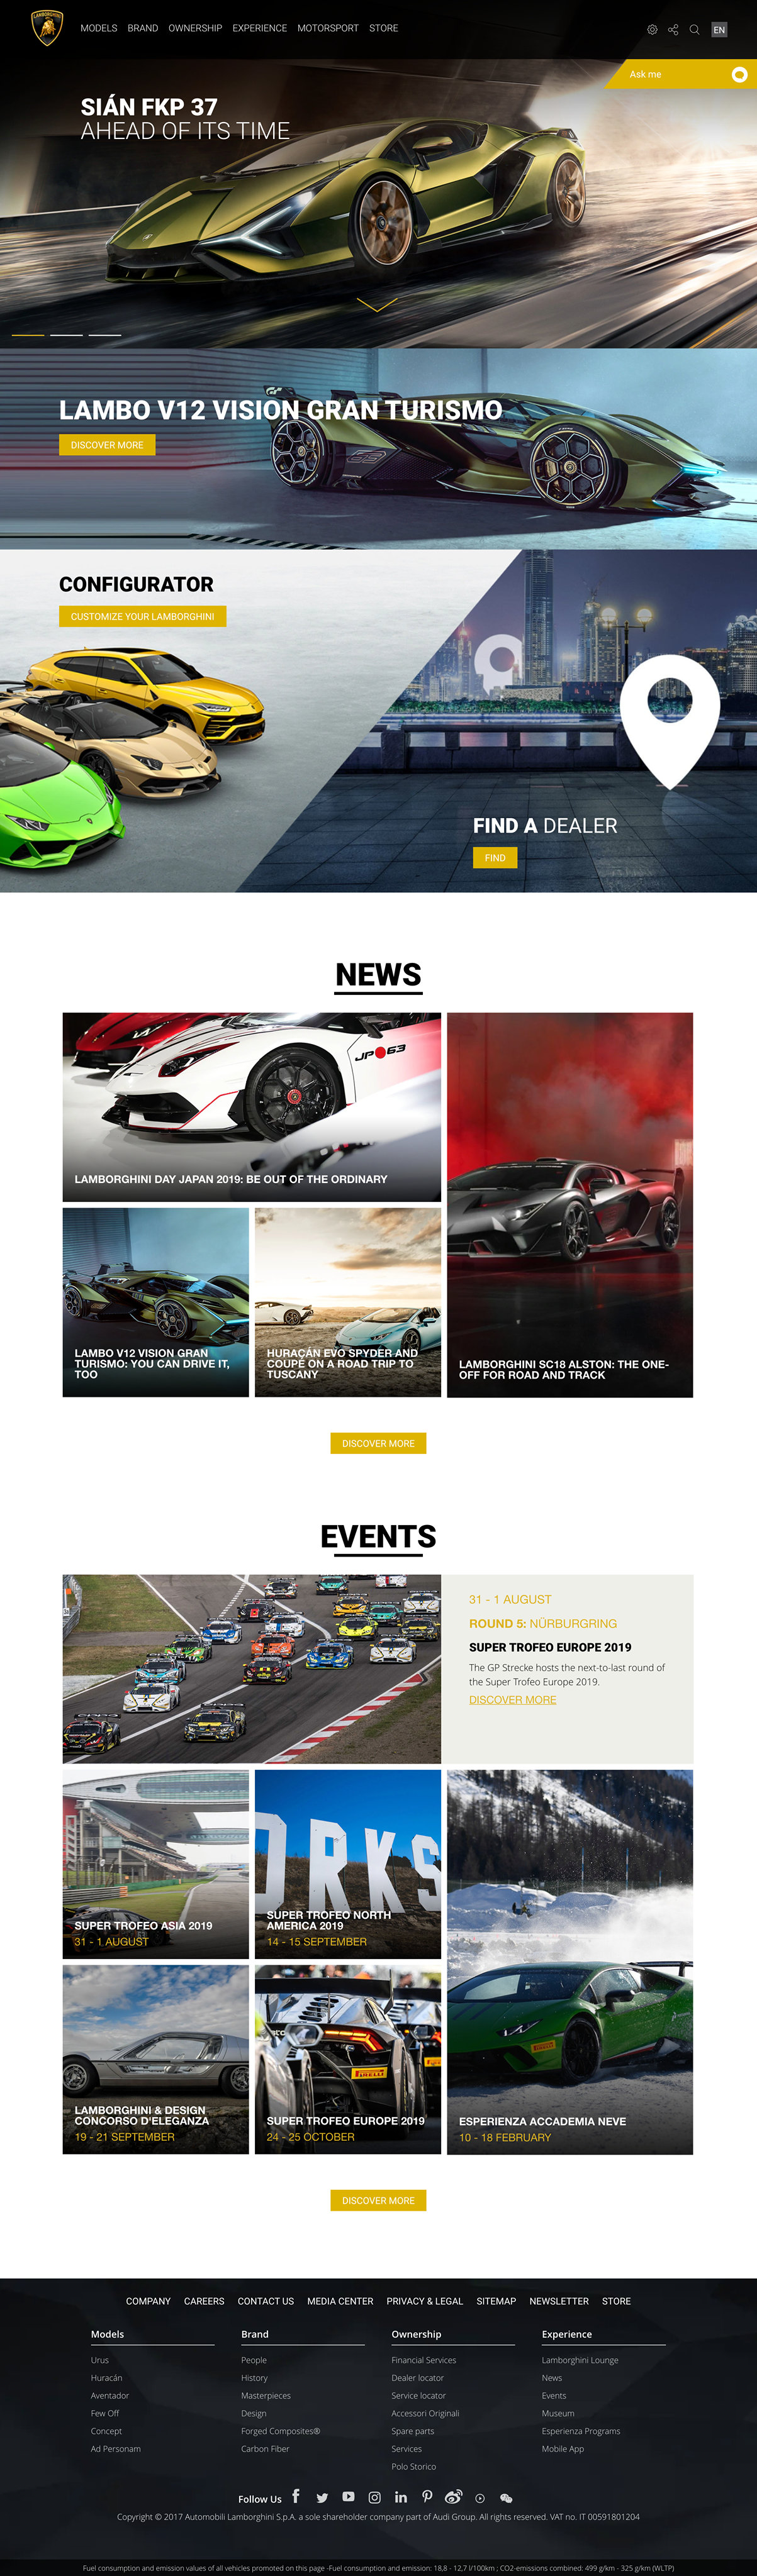 MODELS BRAND OWNERSHIP EXPERIENCE MOTORSPORT STORE
EN
Ask me
SIÁN FKP 37
AHEAD OF ITS TIME
LAMBO V12 VISION GRAN TURISMO
DISCOVER MORE
CONFIGURATOR
CUSTOMIZE YOUR LAMBORGHINI
FIND A DEALER
FIND
NEWS
JP 63
LAMBORGHINI DAY JAPAN 2019: BE OUT OF THE ORDINARY
LAMBO V12 VISION GRAN
TURISMO: YOU CAN DRIVE IT,
TOO
HURACÁN EVO SPYDER AND
COUPÉ ON A ROAD TRIP TO
TUSCANY
LAMBORGHINI SC18 ALSTON: THE ONE-
OFF FOR ROAD AND TRACK
DISCOVER MORE
EVENTS
31 - 1 AUGUST
ROUND 5: NÜRBURGRING
SUPER TROFEO EUROPE 2019
The GP Strecke hosts the next-to-last round of
the Super Trofeo Europe 2019.
DISCOVER MORE
SUPER TROFEO ASIA 2019
31 - 1 AUGUST
ORKS
SUPER TROFEO NORTH
AMERICA 2019
14 - 15 SEPTEMBER
LAMBORGHINI & DESIGN
CONCORSO D'ELEGANZA
19 - 21 SEPTEMBER
PIRELLI
SUPER TROFEO EUROPE 2019
24 - 25 OCTOBER
ESPERIENZA ACCADEMIA NEVE
10 - 18 FEBRUARY
DISCOVER MORE
COMPANY CAREERS CONTACT US MEDIA CENTER PRIVACY & LEGAL SITEMAP NEWSLETTER STORE
Models
Urus
Huracán
Aventador
Few Off
Concept
Ad Personam
Brand
People
History
Masterpieces
Design
Forged Composites®
Carbon Fiber
Ownership
Financial Services
Dealer locator
Service locator
Accessori Originali
Spare parts
Services
Polo Storico
Experience
Lamborghini Lounge
News
Events
Museum
Esperienza Programs
Mobile App
Follow Us
Copyright © 2017 Automobili Lamborghini S.p.A. a sole shareholder company part of Audi Group. All rights reserved. VAT no. IT 00591801204
Fuel consumption and emission values of all vehicles promoted on this page -Fuel consumption and emission: 18,8 - 12,7 l/100km ; CO2-emissions combined: 499 g/km - 325 g/km (WLTP)